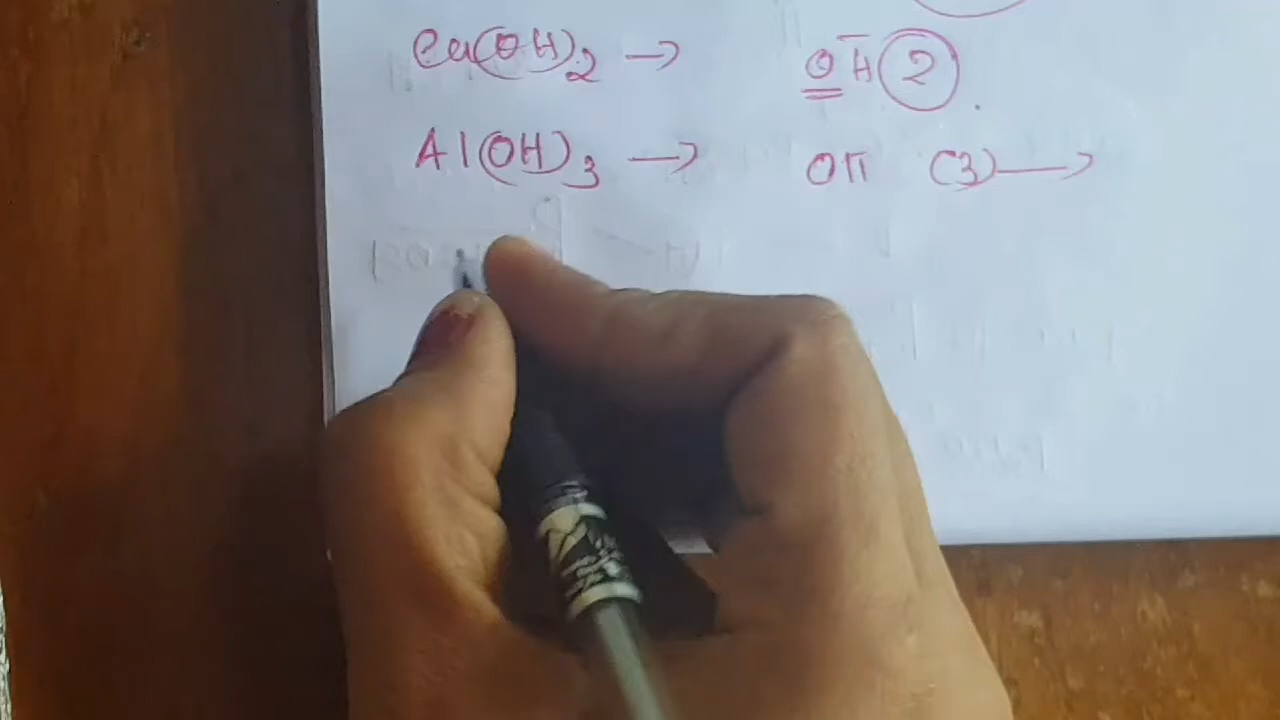 Ca(OH)₂ → OH̄ 2
Al(OH)₃ → OH (3) →